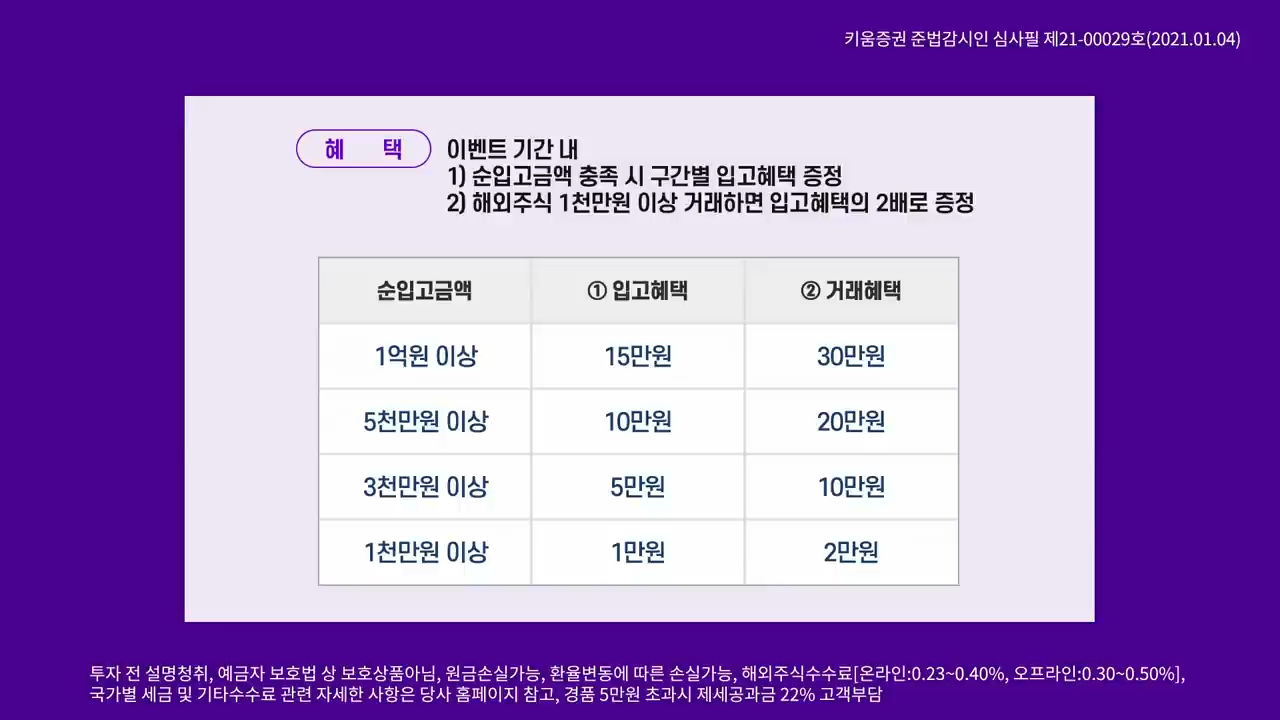 키움증권 준법감시인 심사필 제21-00029호(2021.01.04)
혜 택
이벤트 기간 내
1) 순입고금액 충족 시 구간별 입고혜택 증정
2) 해외주식 1천만원 이상 거래하면 입고혜택의 2배로 증정
순입고금액 ① 입고혜택 ② 거래혜택
1억원 이상 15만원 30만원
5천만원 이상 10만원 20만원
3천만원 이상 5만원 10만원
1천만원 이상 1만원 2만원
투자 전 설명청취, 예금자 보호법 상 보호상품아님, 원금손실가능, 환율변동에 따른 손실가능, 해외주식수수료[온라인:0.23~0.40%, 오프라인:0.30~0.50%],
국가별 세금 및 기타수수료 관련 자세한 사항은 당사 홈페이지 참고, 경품 5만원 초과시 제세공과금 22% 고객부담